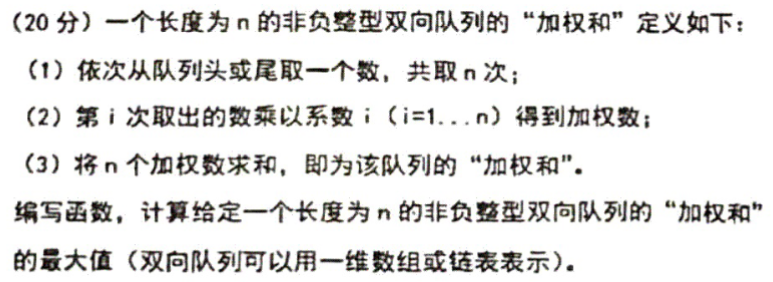 （20 分）一个长度为 n 的非负整型双向队列的“加权和”定义如下：
（1）依次从队列头或尾取一个数，共取 n 次；
（2）第 i 次取出的数乘以系数 i（i=1...n）得到加权数；
（3）将 n 个加权数求和，即为该队列的“加权和”。
编写函数，计算给定一个长度为 n 的非负整型双向队列的“加权和”
的最大值（双向队列可以用一维数组或链表表示）。